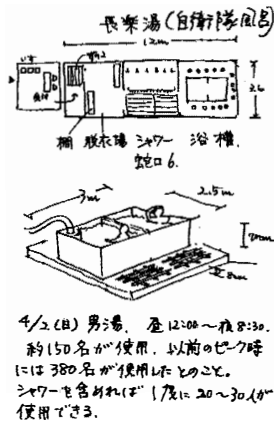 長楽湯(自衛隊風呂)
12m
棚 脱衣場 シャワー 浴槽
蛇口6.
3m
2.5m
4/2(日) 男湯、昼12:00～夜8:30.
約150名が使用、以前のピーク時
には380名が使用したとのこと。
シャワーを含めれば1度に20～30人が
使用できる.